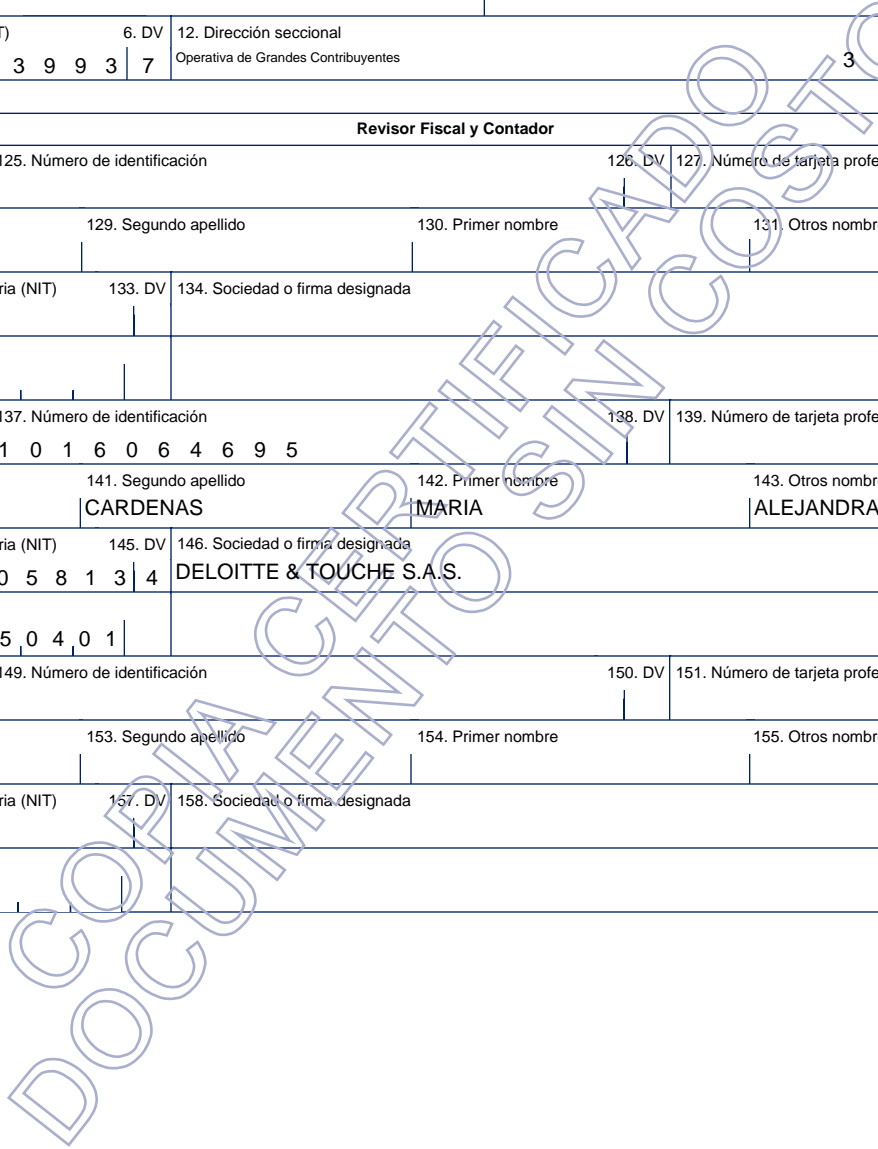 T) 6. DV 12. Dirección seccional
3 9 9 3 7 Operativa de Grandes Contribuyentes 3
Revisor Fiscal y Contador
125. Número de identificación 126. DV 127. Número de tarjeta profe
129. Segundo apellido 130. Primer nombre 131. Otros nombr
ria (NIT) 133. DV 134. Sociedad o firma designada
137. Número de identificación 138. DV 139. Número de tarjeta profe
1 0 1 6 0 6 4 6 9 5
141. Segundo apellido 142. Primer nombre 143. Otros nombr
CARDENAS MARIA ALEJANDRA
ria (NIT) 145. DV 146. Sociedad o firma designada
0 5 8 1 3 4 DELOITTE & TOUCHE S.A.S.
5 0 4 0 1
149. Número de identificación 150. DV 151. Número de tarjeta profe
153. Segundo apellido 154. Primer nombre 155. Otros nombr
ria (NIT) 157. DV 158. Sociedad o firma designada
COPIA CERTIFICADO
DOCUMENTO SIN COSTO